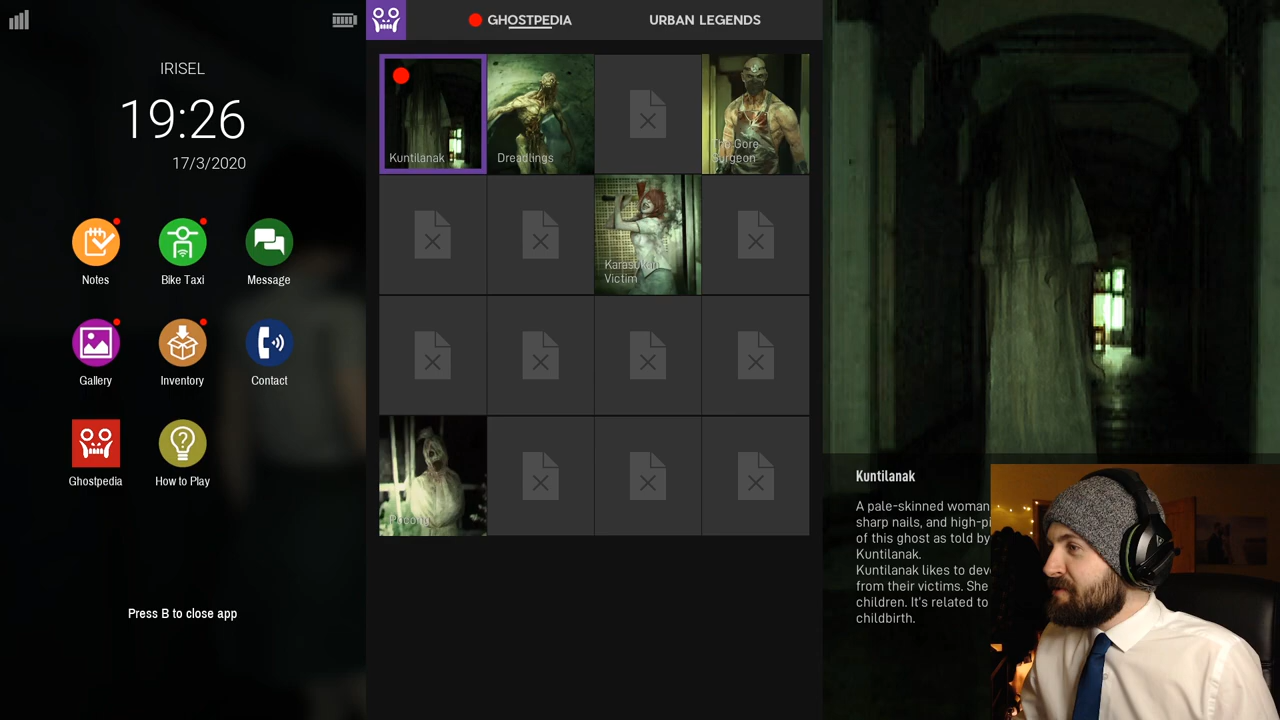 IRISEL
19:26
17/3/2020
Notes
Bike Taxi
Message
Gallery
Inventory
Contact
Ghostpedia
How to Play
Press B to close app
GHOSTPEDIA
URBAN LEGENDS
Kuntilanak
Dreadlings
The Gore
Surgeon
Karasukan
Victim
Pocong
Kuntilanak
A pale-skinned woman
sharp nails, and high-pi
of this ghost as told by
Kuntilanak.
Kuntilanak likes to dev
from their victims. She
children. It's related to
childbirth.